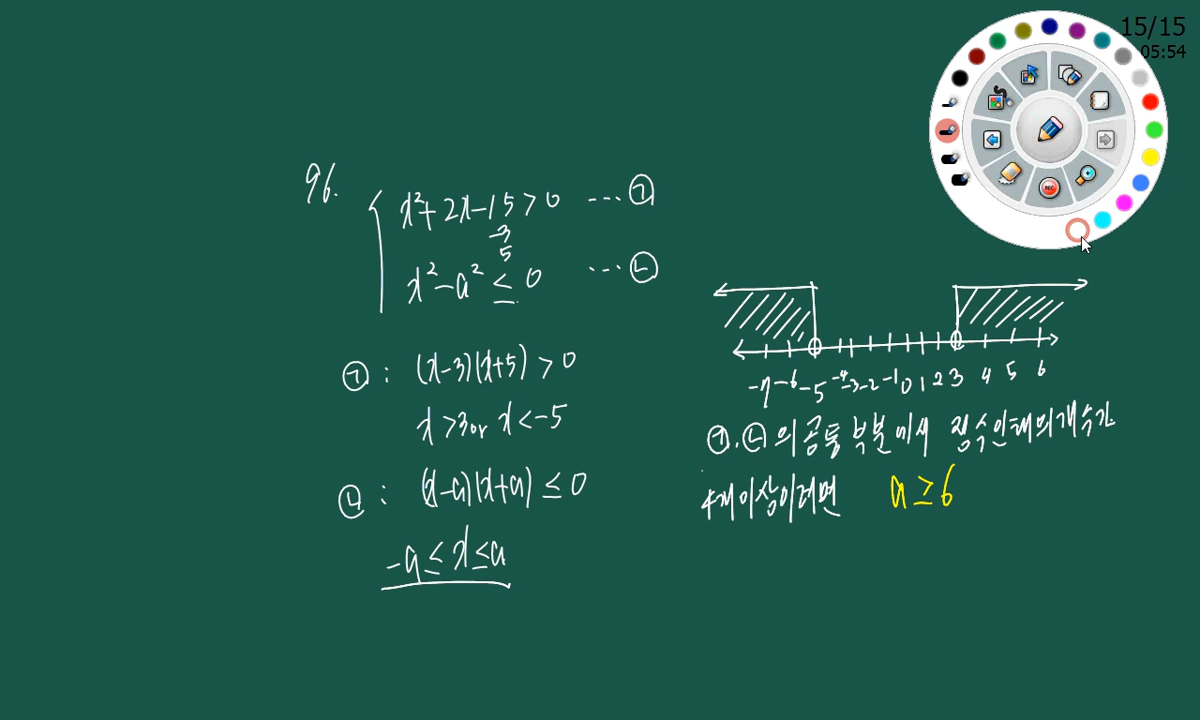 15/15
05:54
96.
x²+2x-15>0 ... ㉠
-3
5
x²-a²≤0 ... ㉡
㉠: (x-3)(x+5)>0
x>3 or x<-5
㉡: (x-a)(x+a)≤0
-a≤x≤a
-7 -6 -5 -4 -3 -2 -1 0 1 2 3 4 5 6
㉠.㉡의 공통 부분에서 정수인 해의 개수가
4개 이상이려면 a≥6
REC